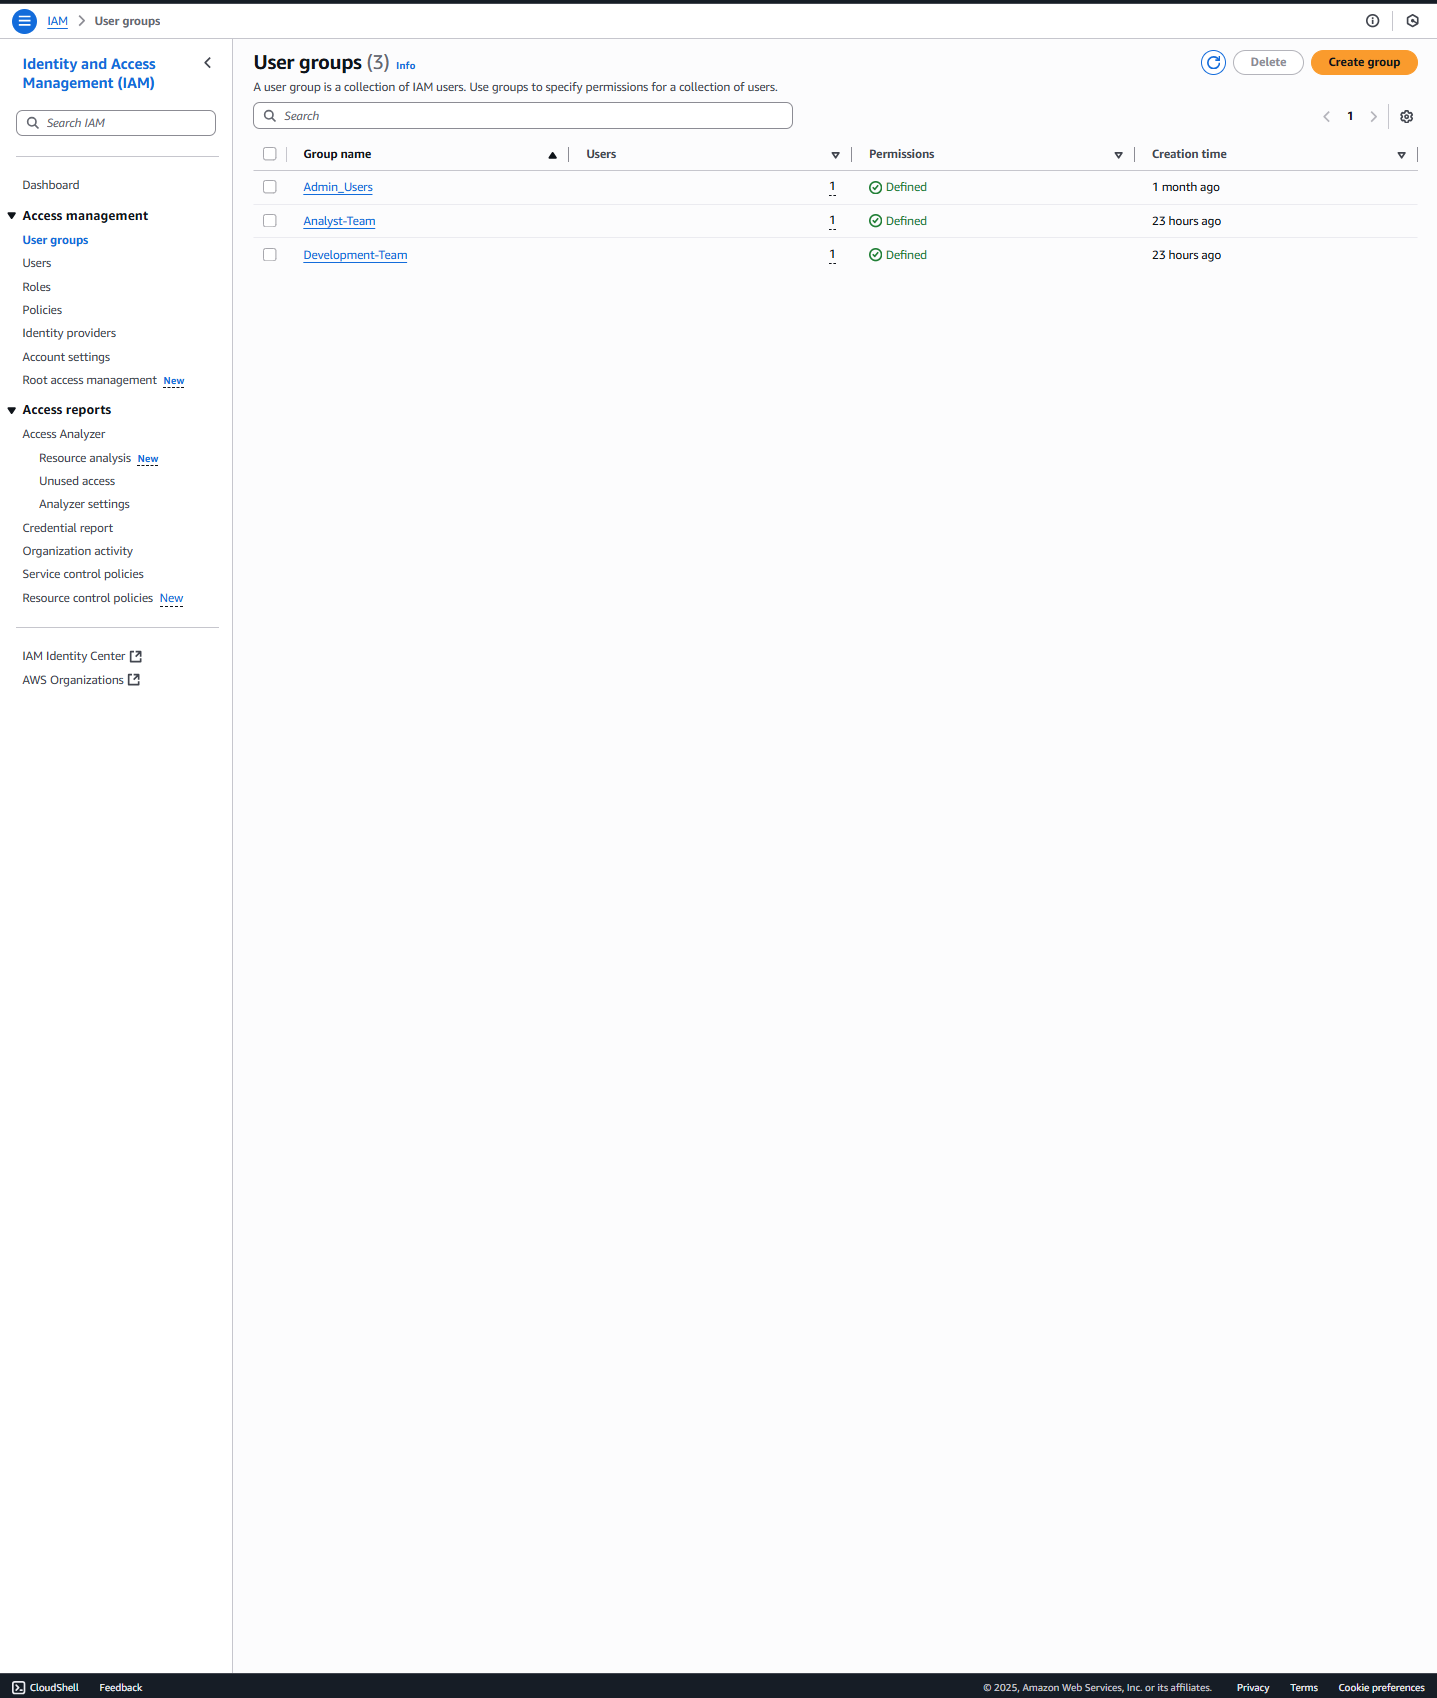 IAM > User groups
Identity and Access
Management (IAM)
Search IAM
Dashboard
Access management
User groups
Users
Roles
Policies
Identity providers
Account settings
Root access management New
Access reports
Access Analyzer
Resource analysis New
Unused access
Analyzer settings
Credential report
Organization activity
Service control policies
Resource control policies New
IAM Identity Center
AWS Organizations
User groups (3) Info
Delete
Create group
A user group is a collection of IAM users. Use groups to specify permissions for a collection of users.
Search
1
Group name Users Permissions Creation time
Admin_Users 1 Defined 1 month ago
Analyst-Team 1 Defined 23 hours ago
Development-Team 1 Defined 23 hours ago
CloudShell Feedback © 2025, Amazon Web Services, Inc. or its affiliates. Privacy Terms Cookie preferences